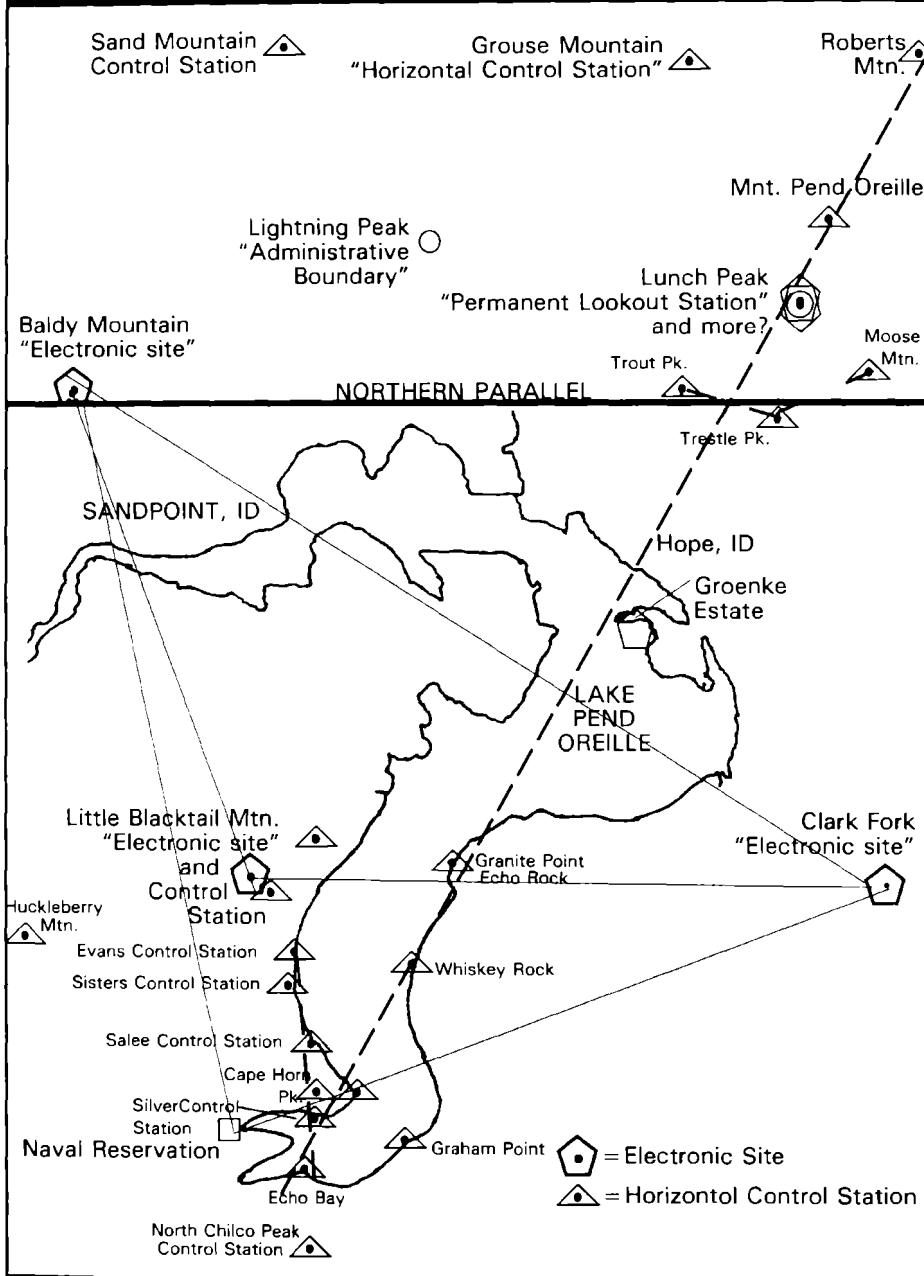 Sand Mountain
Control Station
Grouse Mountain
"Horizontal Control Station"
Roberts
Mtn.
Mnt. Pend Oreille
Lightning Peak
"Administrative
Boundary"
Lunch Peak
"Permanent Lookout Station"
and more?
Baldy Mountain
"Electronic site"
Moose
Mtn.
Trout Pk.
NORTHERN PARALLEL
Trestle Pk.
SANDPOINT, ID
Hope, ID
Groenke
Estate
LAKE
PEND
OREILLE
Little Blacktail Mtn.
"Electronic site"
and
Control
Station
Clark Fork
"Electronic site"
Granite Point
Echo Rock
Huckleberry
Mtn.
Evans Control Station
Sisters Control Station
Whiskey Rock
Salee Control Station
Cape Horn
Pk.
SilverControl
Station
Naval Reservation
Graham Point
Echo Bay
North Chilco Peak
Control Station
= Electronic Site
= Horizontol Control Station